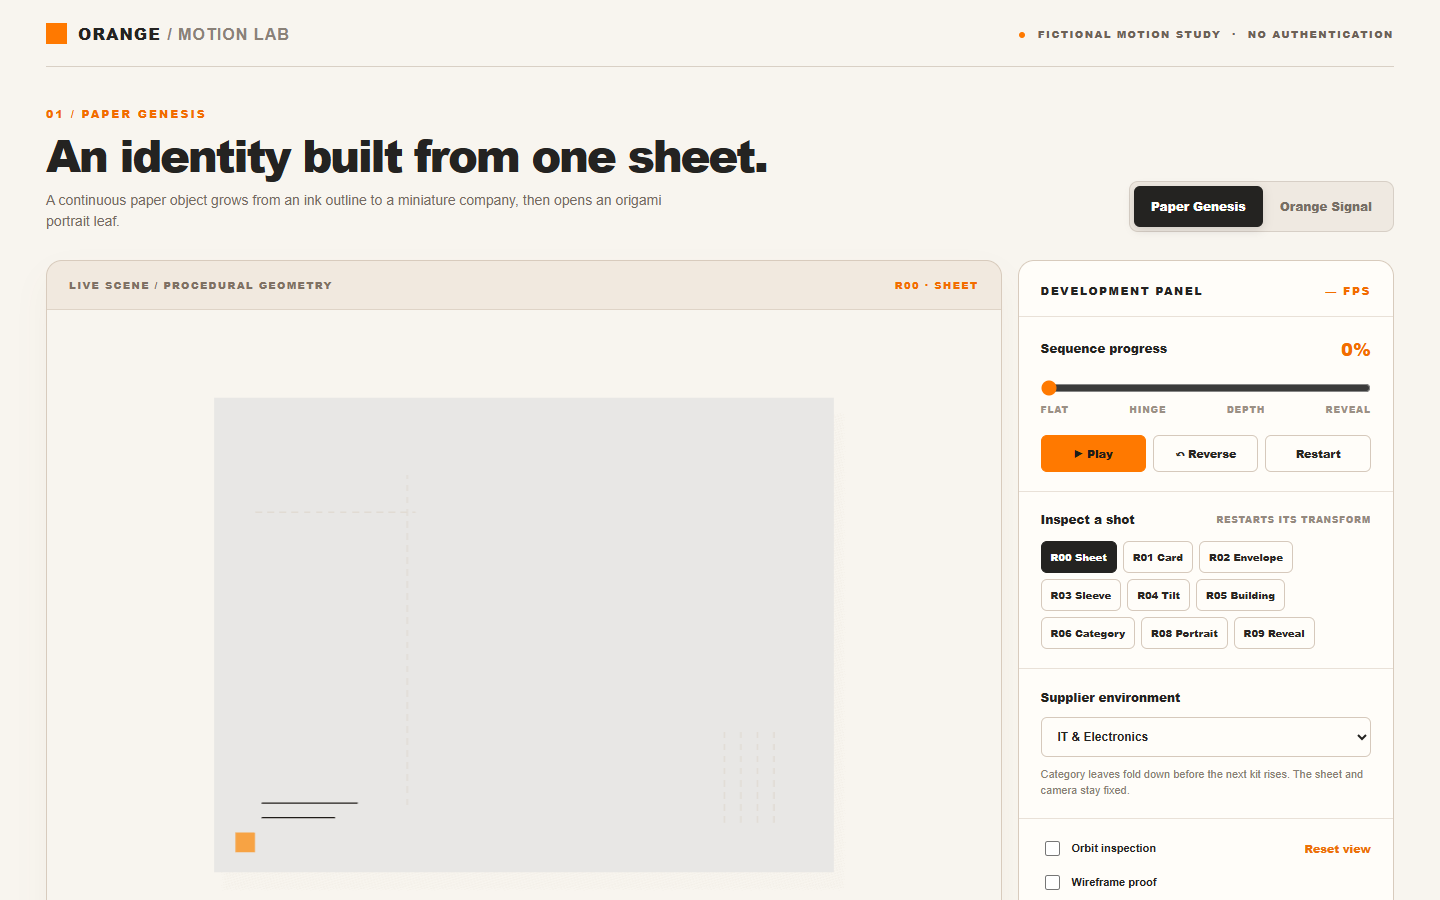 ORANGE / MOTION LAB
FICTIONAL MOTION STUDY · NO AUTHENTICATION
01 / PAPER GENESIS
An identity built from one sheet.
A continuous paper object grows from an ink outline to a miniature company, then opens an origami
portrait leaf.
Paper Genesis
Orange Signal
LIVE SCENE / PROCEDURAL GEOMETRY
R00 · SHEET
DEVELOPMENT PANEL
— FPS
Sequence progress
0%
FLAT HINGE DEPTH REVEAL
▶ Play
↶ Reverse
Restart
Inspect a shot
RESTARTS ITS TRANSFORM
R00 Sheet
R01 Card
R02 Envelope
R03 Sleeve
R04 Tilt
R05 Building
R06 Category
R08 Portrait
R09 Reveal
Supplier environment
IT & Electronics
Category leaves fold down before the next kit rises. The sheet and
camera stay fixed.
Orbit inspection
Reset view
Wireframe proof